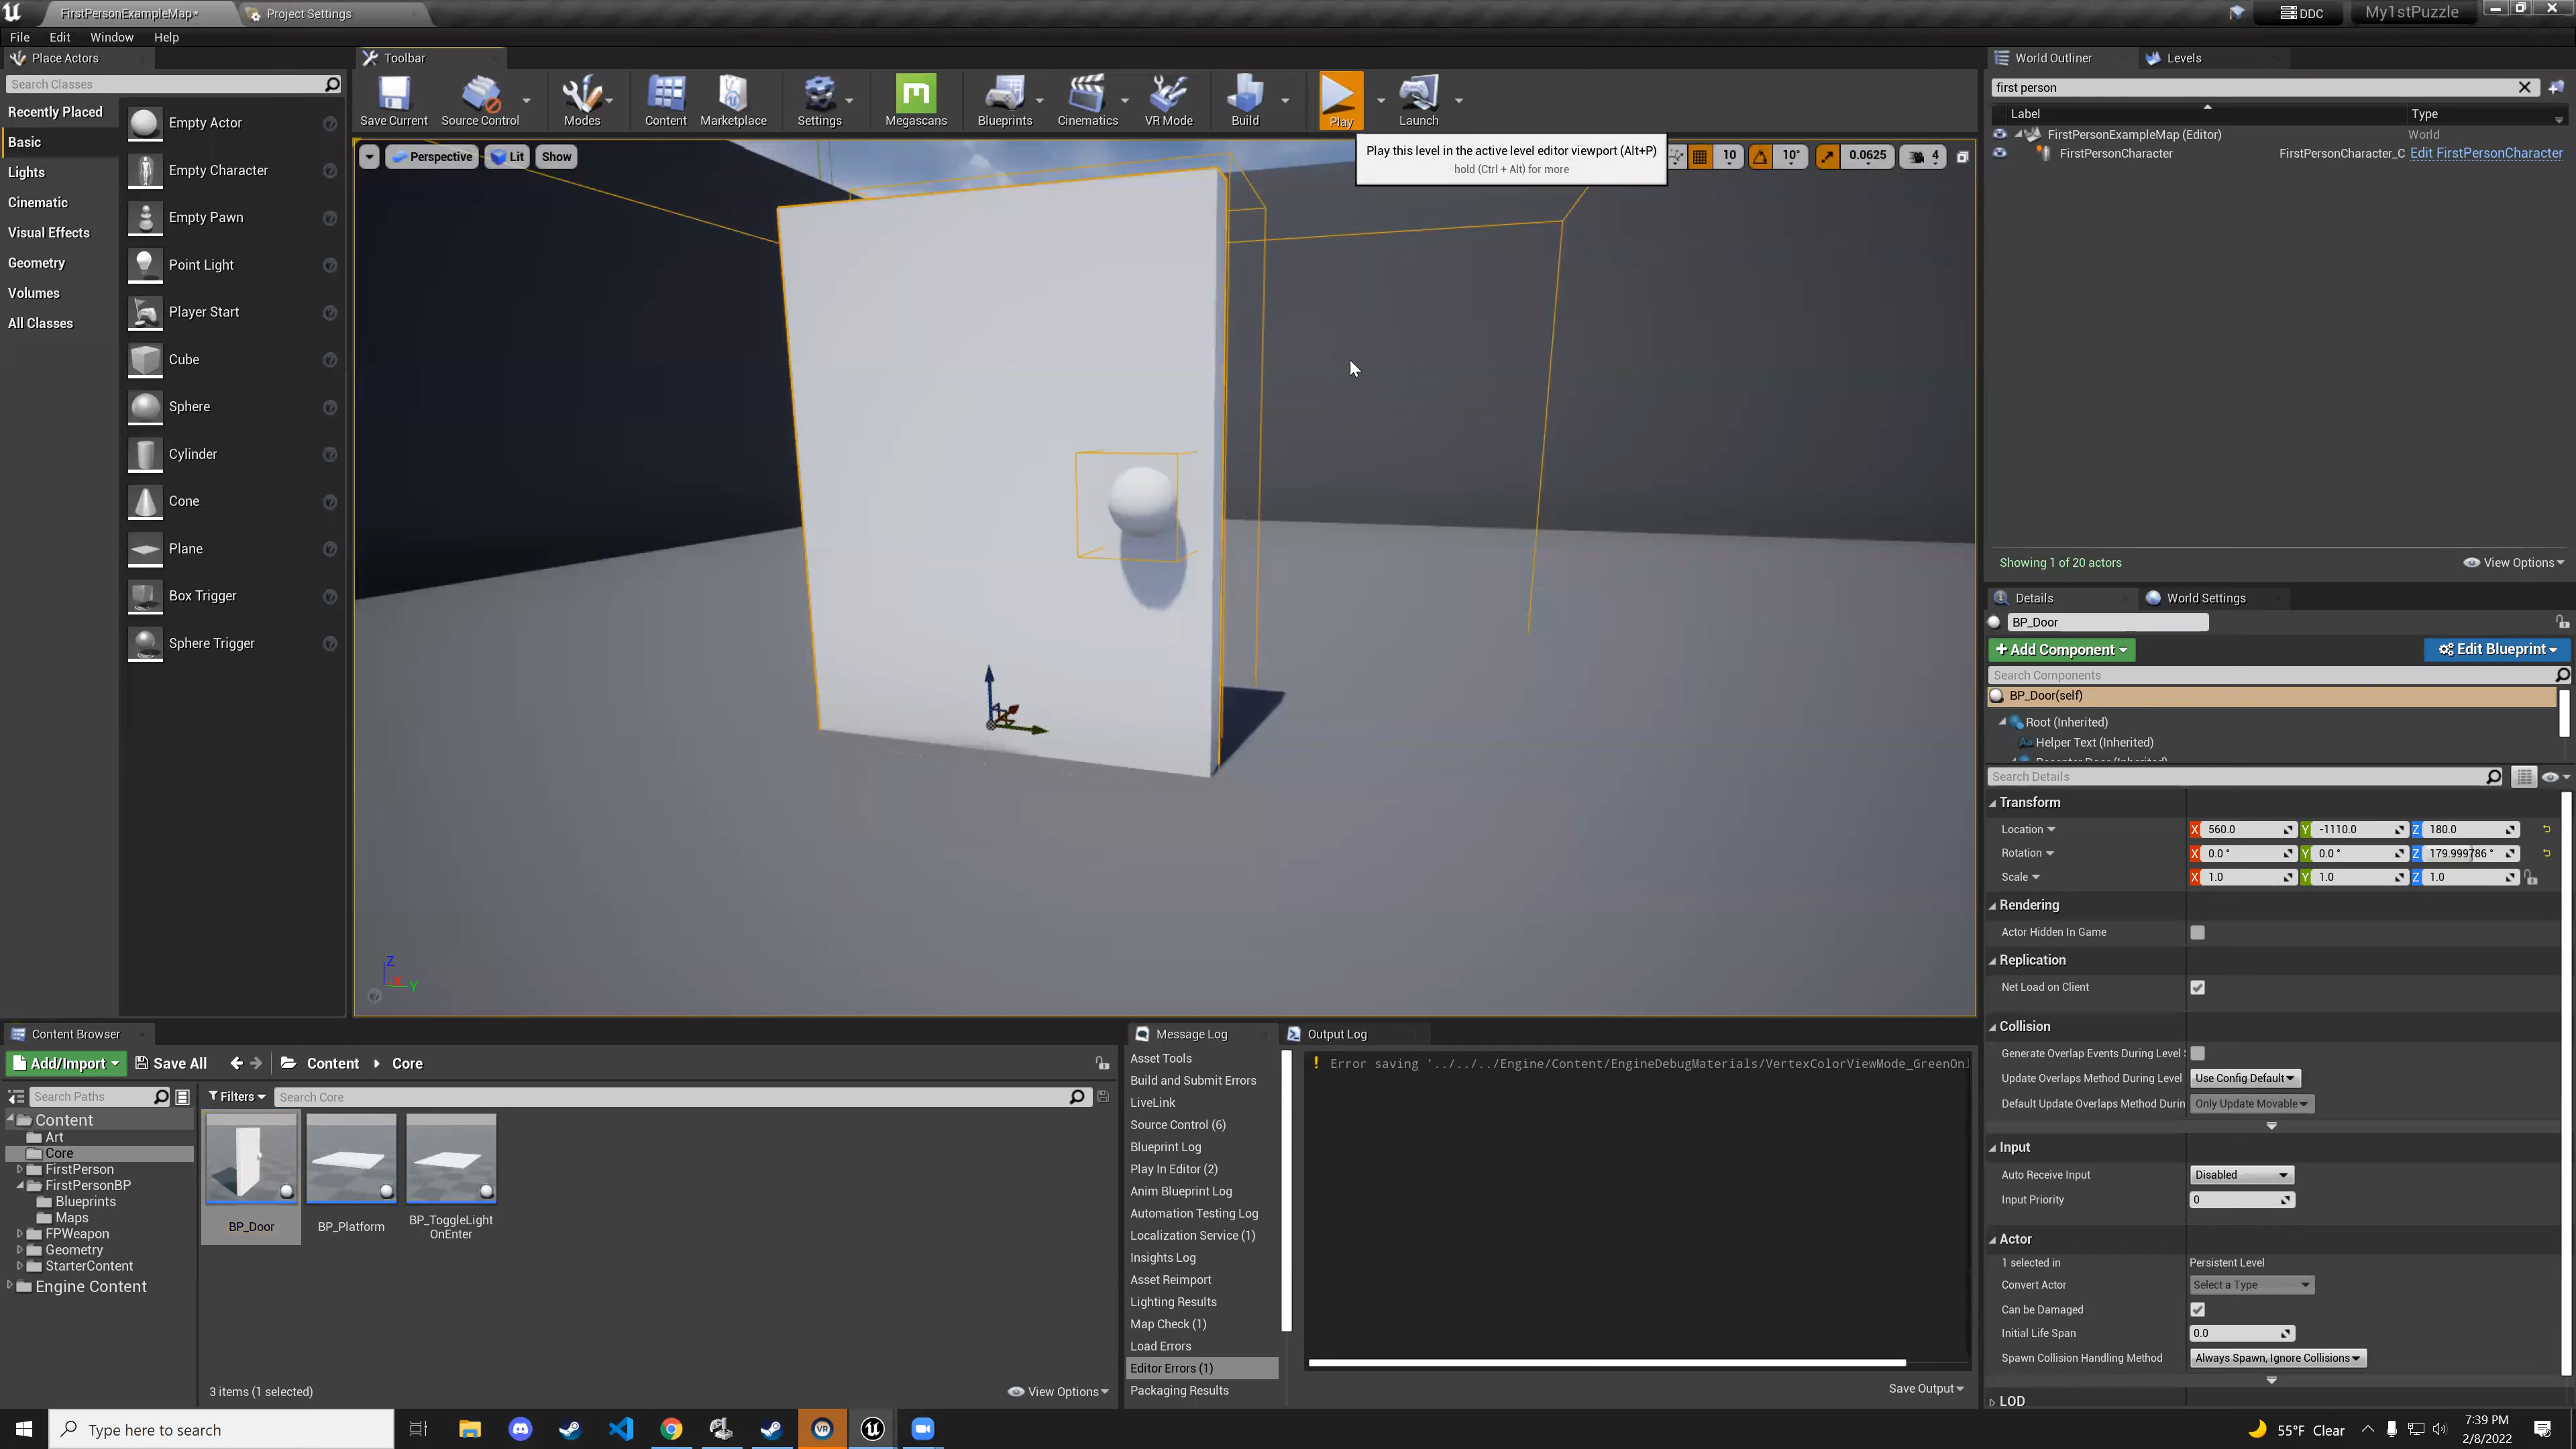 FirstPersonExampleMap*
Project Settings
DDC
My1stPuzzle
File Edit Window Help
Place Actors
Search Classes
Recently Placed
Basic
Lights
Cinematic
Visual Effects
Geometry
Volumes
All Classes
Empty Actor
Empty Character
Empty Pawn
Point Light
Player Start
Cube
Sphere
Cylinder
Cone
Plane
Box Trigger
Sphere Trigger
Toolbar
Save Current
Source Control
Modes
Content
Marketplace
Settings
Megascans
Blueprints
Cinematics
VR Mode
Build
Play
Launch
Perspective
Lit
Show
Play this level in the active level editor viewport (Alt+P)
hold (Ctrl + Alt) for more
10
10°
0.0625
4
Z
X
Y
World Outliner
Levels
first person
Label Type
FirstPersonExampleMap (Editor) World
FirstPersonCharacter FirstPersonCharacter_C Edit FirstPersonCharacter
Showing 1 of 20 actors
View Options
Details
World Settings
BP_Door
+ Add Component
Edit Blueprint
Search Components
BP_Door(self)
Root (Inherited)
Helper Text (Inherited)
Search Details
Transform
Location X 560.0 Y -1110.0 Z 180.0
Rotation X 0.0 ° Y 0.0 ° Z 179.999786 °
Scale X 1.0 Y 1.0 Z 1.0
Rendering
Actor Hidden In Game
Replication
Net Load on Client
Collision
Generate Overlap Events During Level
Update Overlaps Method During Level Use Config Default
Default Update Overlaps Method Durin Only Update Movable
Input
Auto Receive Input Disabled
Input Priority 0
Actor
1 selected in Persistent Level
Convert Actor Select a Type
Can be Damaged
Initial Life Span 0.0
Spawn Collision Handling Method Always Spawn, Ignore Collisions
LOD
Content Browser
Add/Import
Save All
Content Core
Search Paths
Filters
Search Core
Content
Art
Core
FirstPerson
FirstPersonBP
Blueprints
Maps
FPWeapon
Geometry
StarterContent
Engine Content
BP_Door
BP_Platform
BP_ToggleLight
OnEnter
3 items (1 selected)
View Options
Message Log
Output Log
Asset Tools
Build and Submit Errors
LiveLink
Source Control (6)
Blueprint Log
Play In Editor (2)
Anim Blueprint Log
Automation Testing Log
Localization Service (1)
Insights Log
Asset Reimport
Lighting Results
Map Check (1)
Load Errors
Editor Errors (1)
Packaging Results
! Error saving '../../../Engine/Content/EngineDebugMaterials/VertexColorViewMode_GreenOn
Save Output
Type here to search
VR
55°F Clear
7:39 PM
2/8/2022